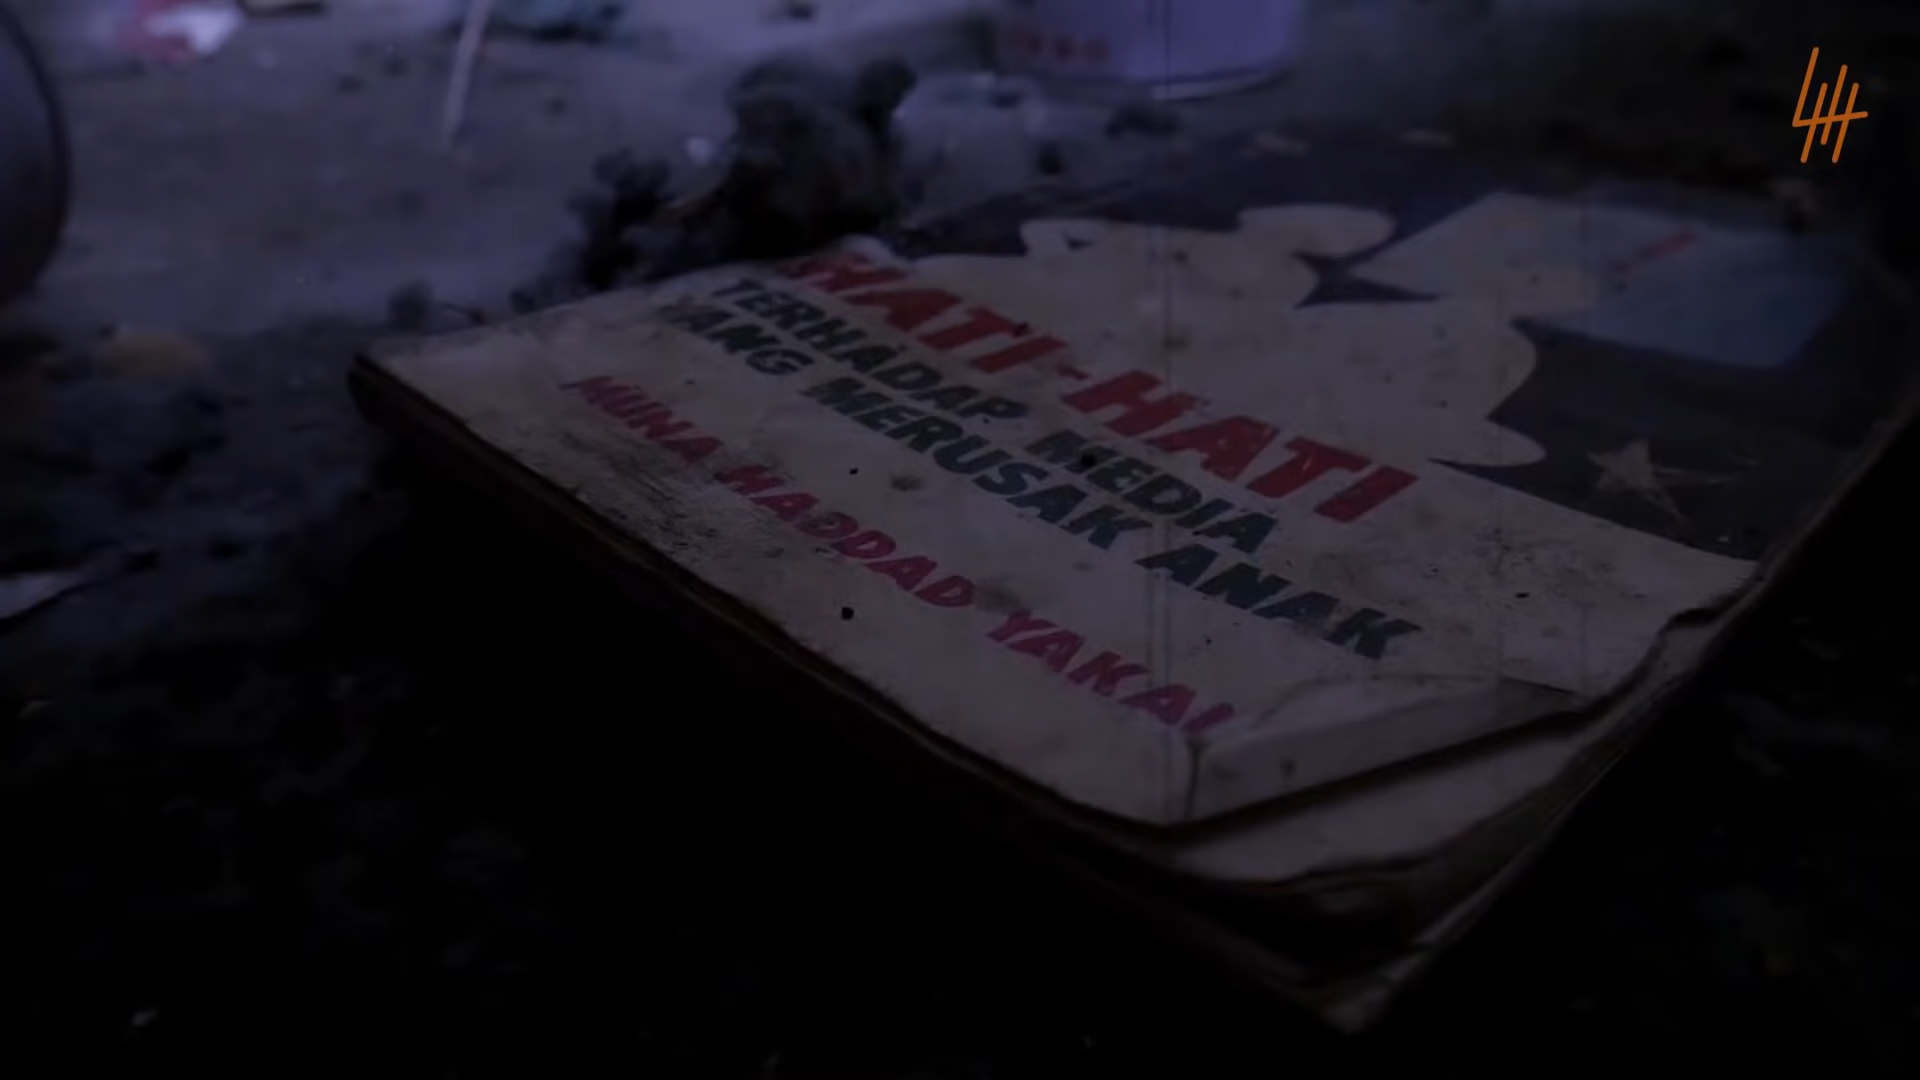 HATI-HATI
TERHADAP MEDIA
YANG MERUSAK ANAK
MUNA HADDAD YAKAN